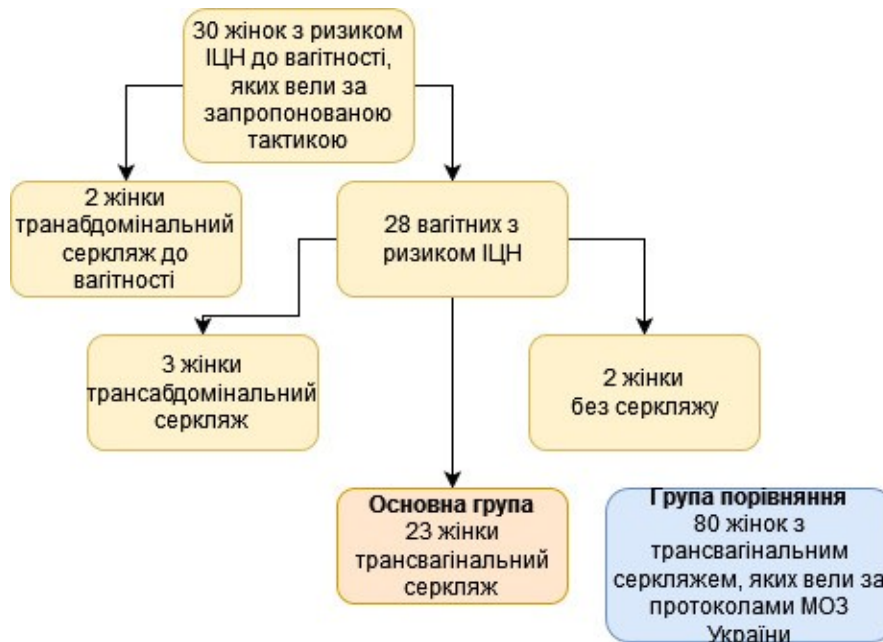 30 жінок з ризиком
ІЦН до вагітності,
яких вели за
запропонованою
тактикою
2 жінки
транабдомінальний
серкляж до
вагітності
28 вагітних з
ризиком ІЦН
3 жінки
трансабдомінальний
серкляж
2 жінки
без серкляжу
Основна група
23 жінки
трансвагінальний
серкляж
Група порівняння
80 жінок з
трансвагінальним
серкляжем, яких вели за
протоколами МОЗ
України